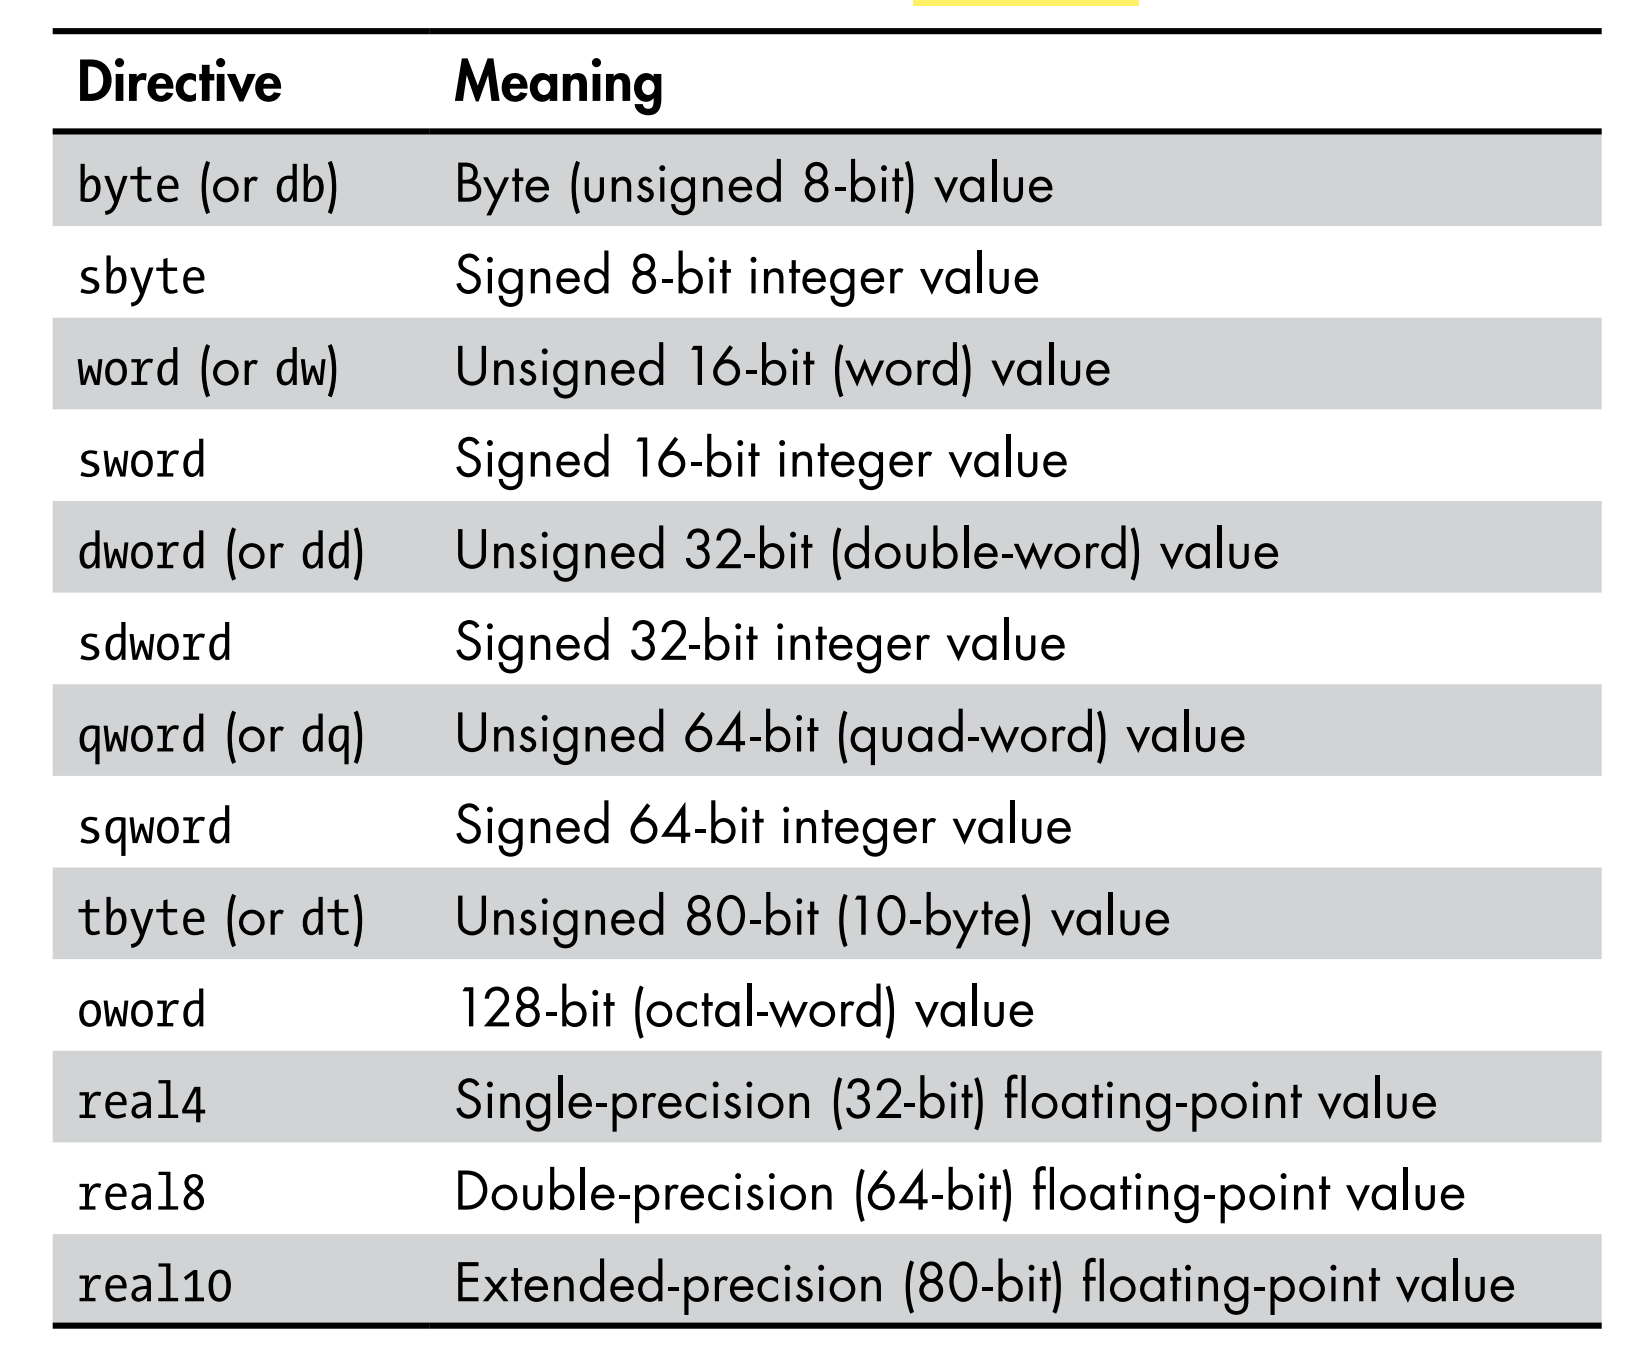 Directive Meaning
byte (or db) Byte (unsigned 8-bit) value
sbyte Signed 8-bit integer value
word (or dw) Unsigned 16-bit (word) value
sword Signed 16-bit integer value
dword (or dd) Unsigned 32-bit (double-word) value
sdword Signed 32-bit integer value
qword (or dq) Unsigned 64-bit (quad-word) value
sqword Signed 64-bit integer value
tbyte (or dt) Unsigned 80-bit (10-byte) value
oword 128-bit (octal-word) value
real4 Single-precision (32-bit) floating-point value
real8 Double-precision (64-bit) floating-point value
real10 Extended-precision (80-bit) floating-point value